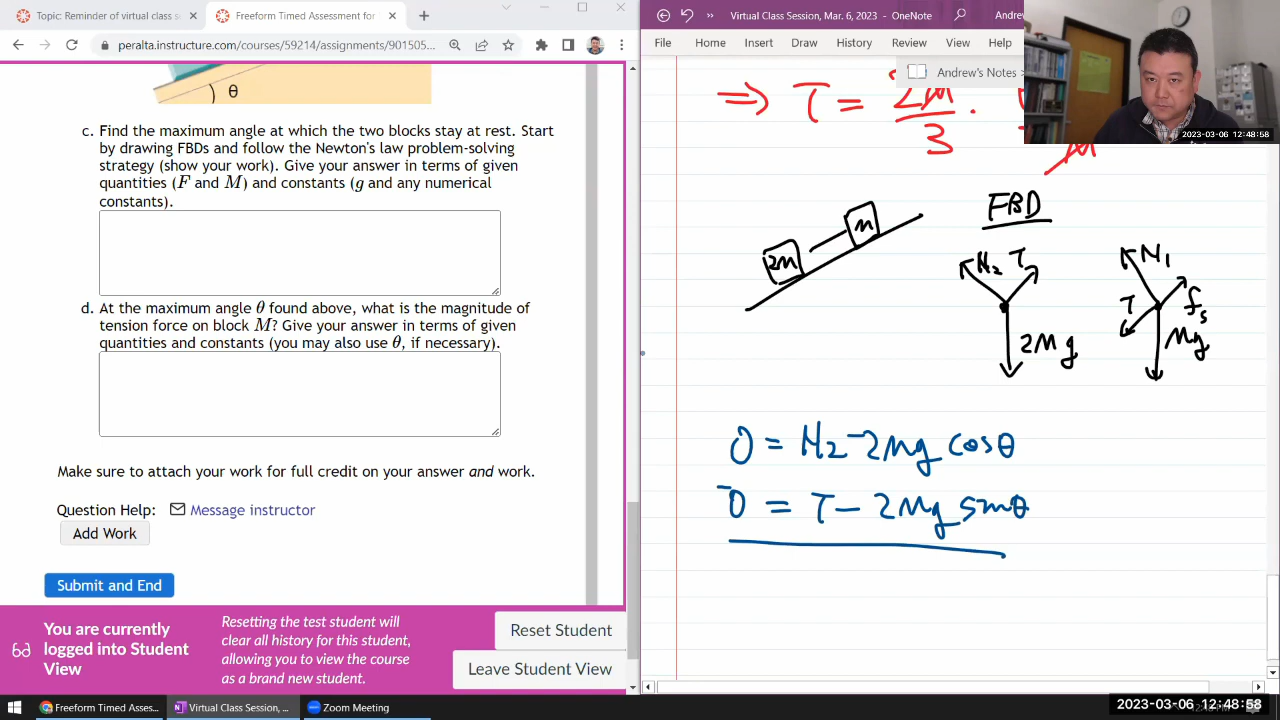 Topic: Reminder of virtual class s
Freeform Timed Assessment for
peralta.instructure.com/courses/59214/assignments/901505...
θ
c. Find the maximum angle at which the two blocks stay at rest. Start
by drawing FBDs and follow the Newton's law problem-solving
strategy (show your work). Give your answer in terms of given
quantities (F and M) and constants (g and any numerical
constants).
d. At the maximum angle θ found above, what is the magnitude of
tension force on block M? Give your answer in terms of given
quantities and constants (you may also use θ, if necessary).
Make sure to attach your work for full credit on your answer and work.
Question Help: Message instructor
Add Work
Submit and End
You are currently
logged into Student
View
Resetting the test student will
clear all history for this student,
allowing you to view the course
as a brand new student.
Reset Student
Leave Student View
Virtual Class Session, Mar. 6, 2023 - OneNote
Andre
File Home Insert Draw History Review View Help
Andrew's Notes >
2023-03-06 12:48:58
⇒ T = 2M/3 ·
M
FBD
2M
M
N2 T
2Mg
N1
T fs
Mg
0 = N2 - 2Mg cosθ
0 = T - 2Mg sinθ
Freeform Timed Asses...
Virtual Class Session, ...
Zoom Meeting
2023-03-06 12:48:58